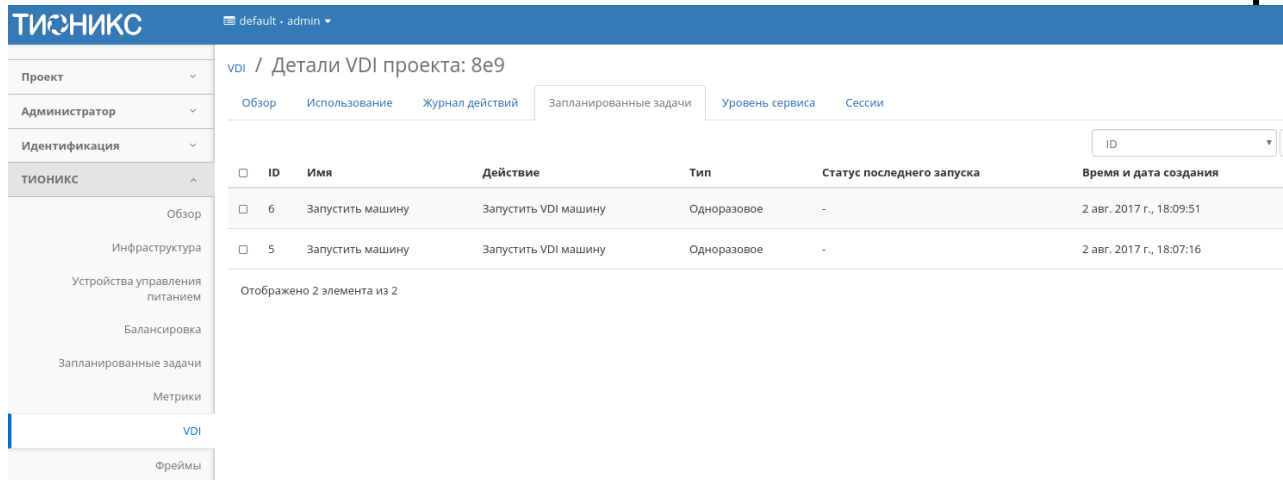 ТИОНИКС
default • admin
Проект
Администратор
Идентификация
ТИОНИКС
Обзор
Инфраструктура
Устройства управления
питанием
Балансировка
Запланированные задачи
Метрики
VDI
Фреймы
VDI / Детали VDI проекта: 8e9
Обзор Использование Журнал действий Запланированные задачи Уровень сервиса Сессии
ID
ID Имя Действие Тип Статус последнего запуска Время и дата создания
6 Запустить машину Запустить VDI машину Одноразовое - 2 авг. 2017 г., 18:09:51
5 Запустить машину Запустить VDI машину Одноразовое - 2 авг. 2017 г., 18:07:16
Отображено 2 элемента из 2